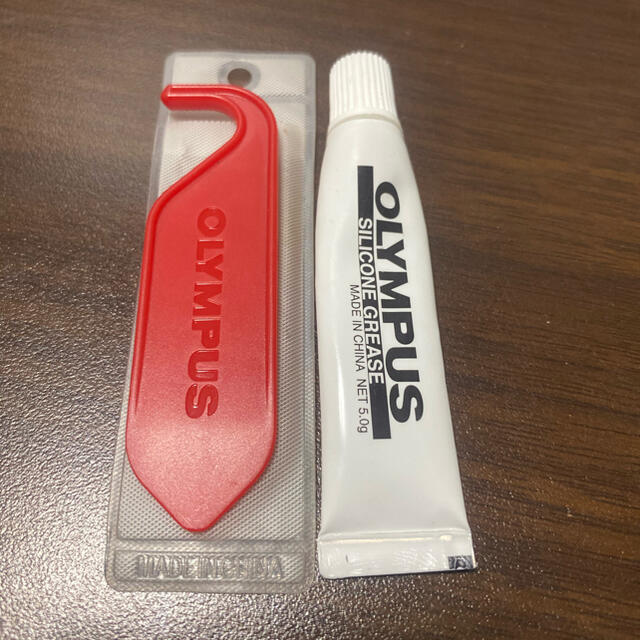 OLYMPUS
MADE IN CHINA
OLYMPUS
SILICONE GREASE
MADE IN CHINA NET 5.0g